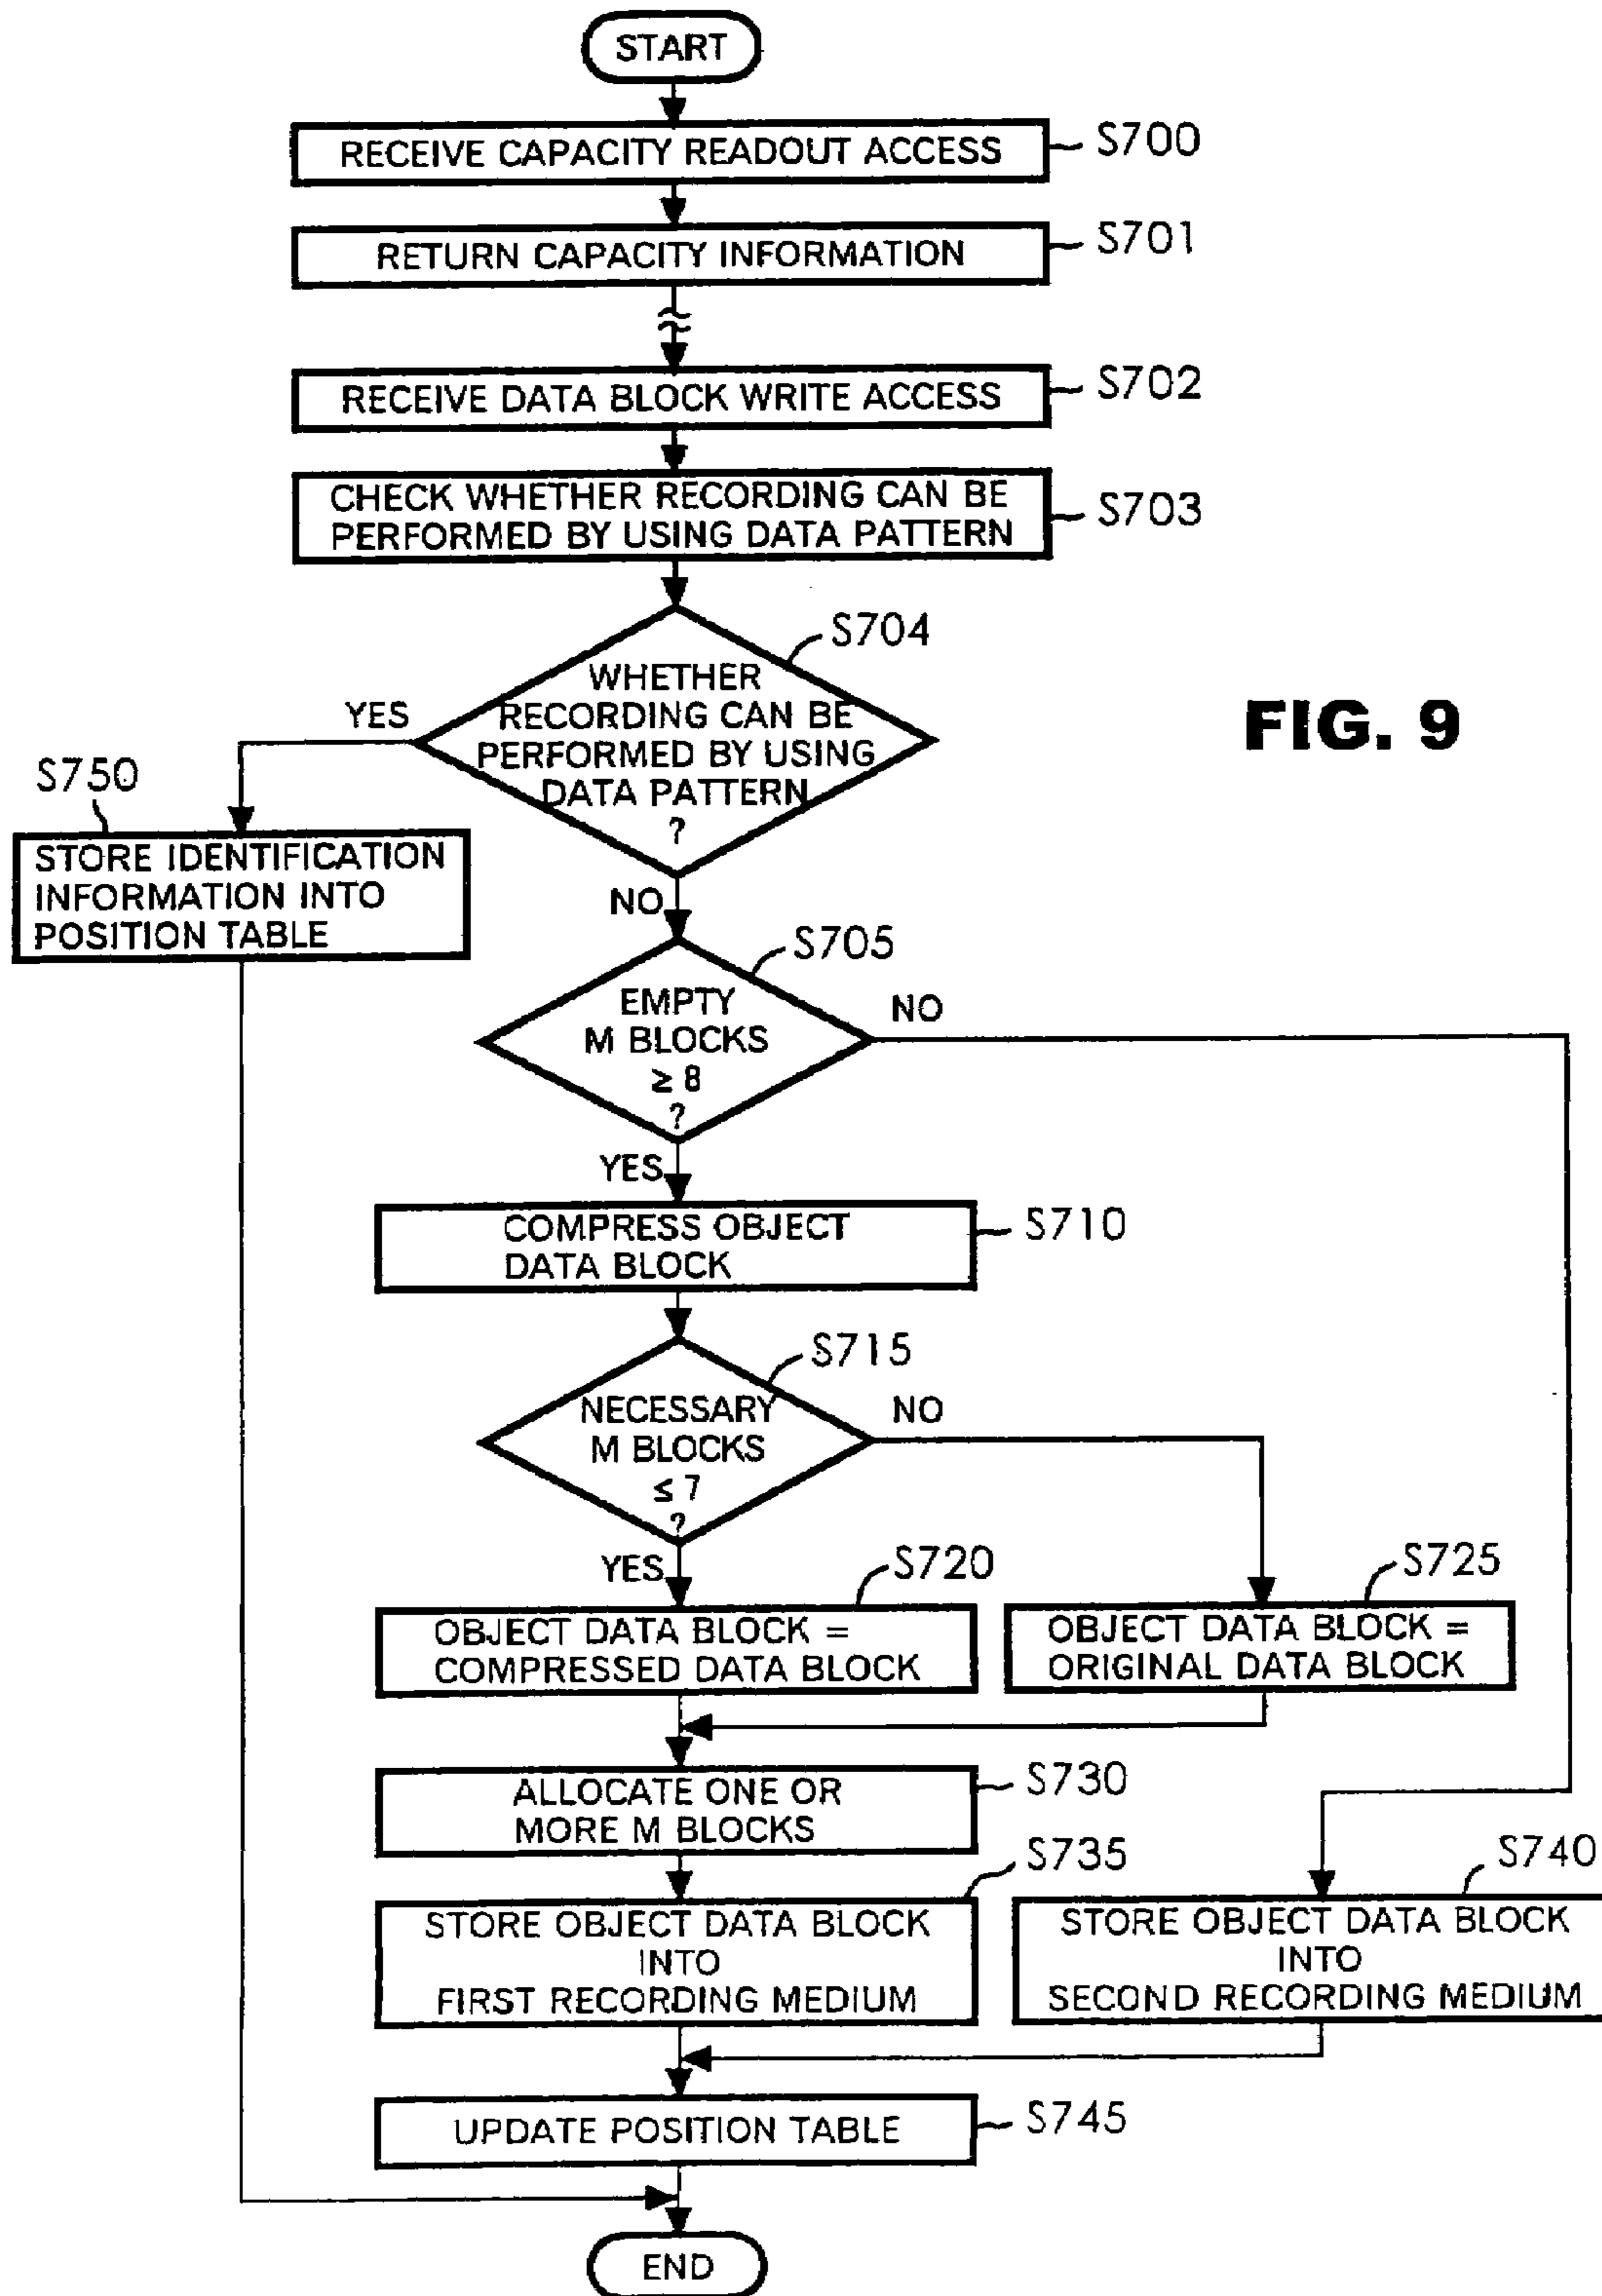 START
RECEIVE CAPACITY READOUT ACCESS
S700
RETURN CAPACITY INFORMATION
S701
RECEIVE DATA BLOCK WRITE ACCESS
S702
CHECK WHETHER RECORDING CAN BE
PERFORMED BY USING DATA PATTERN
S703
S704
WHETHER
RECORDING CAN BE
PERFORMED BY USING
DATA PATTERN
?
YES
FIG. 9
S750
STORE IDENTIFICATION
INFORMATION INTO
POSITION TABLE
NO
S705
EMPTY
M BLOCKS
≥ 8
?
NO
YES
COMPRESS OBJECT
DATA BLOCK
S710
S715
NECESSARY
M BLOCKS
≤ 7
?
NO
YES
S720
OBJECT DATA BLOCK =
COMPRESSED DATA BLOCK
S725
OBJECT DATA BLOCK =
ORIGINAL DATA BLOCK
ALLOCATE ONE OR
MORE M BLOCKS
S730
S735
STORE OBJECT DATA BLOCK
INTO
FIRST RECORDING MEDIUM
S740
STORE OBJECT DATA BLOCK
INTO
SECOND RECORDING MEDIUM
UPDATE POSITION TABLE
S745
END